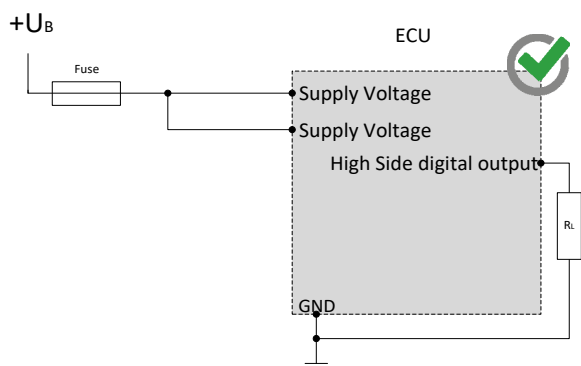 +UB
ECU
Fuse
Supply Voltage
Supply Voltage
High Side digital output
RL
GND